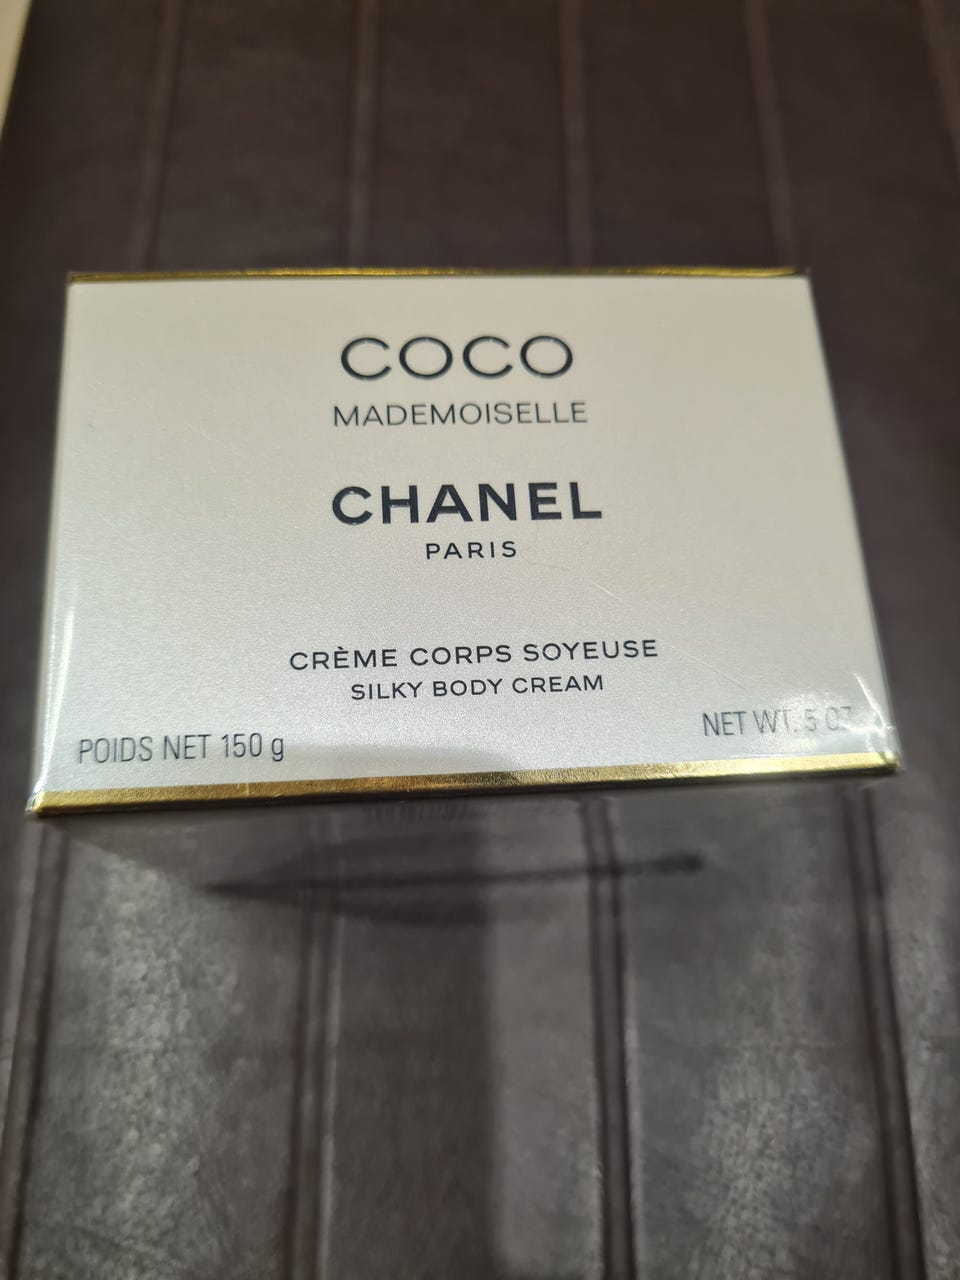 COCO
MADEMOISELLE
CHANEL
PARIS
CRÈME CORPS SOYEUSE
SILKY BODY CREAM
POIDS NET 150 g
NET WT. 5 OZ